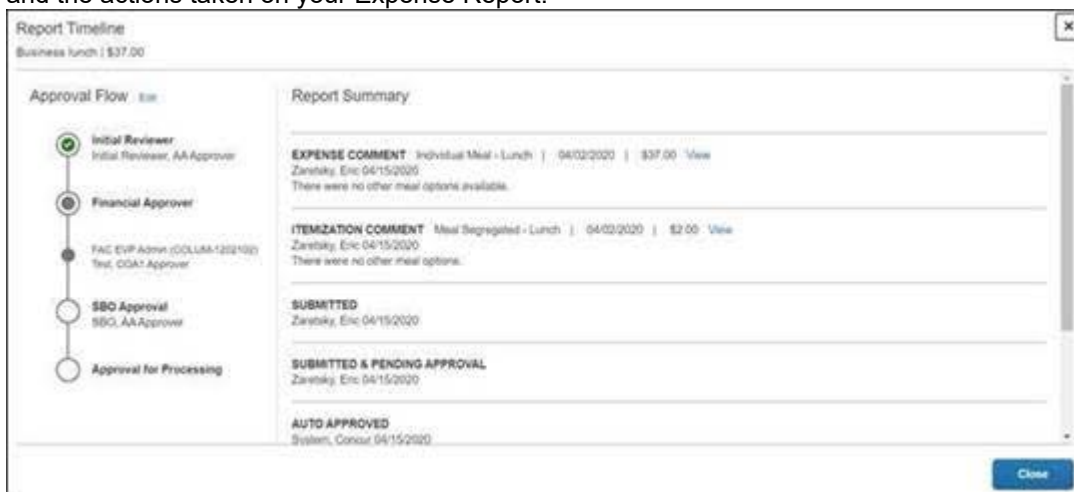 and the actions taken on your Expense Report.
Report Timeline
Business lunch | $37.00
Approval Flow Edit
Initial Reviewer
Initial Reviewer, AA Approver
Financial Approver
FAC EVP Admin (COLUM-1202102)
Test, COA1 Approver
SBO Approval
SBO, AA Approver
Approval for Processing
Report Summary
EXPENSE COMMENT Individual Meal - Lunch | 04/02/2020 | $37.00 View
Zaretsky, Eric 04/15/2020
There were no other meal options available.
ITEMIZATION COMMENT Meal Segregated - Lunch | 04/02/2020 | $2.00 View
Zaretsky, Eric 04/15/2020
There were no other meal options.
SUBMITTED
Zaretsky, Eric 04/15/2020
SUBMITTED & PENDING APPROVAL
Zaretsky, Eric 04/15/2020
AUTO APPROVED
System, Concur 04/15/2020
Close